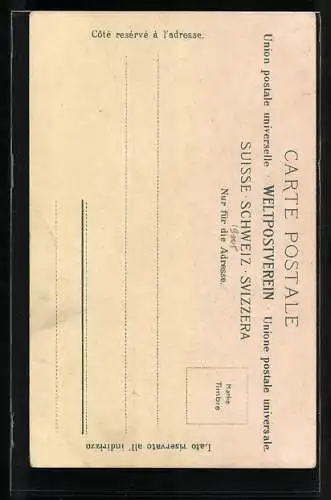 CARTE POSTALE
Union postale universelle · WELTPOSTVEREIN · Unione postale universale.
SUISSE · SCHWEIZ · SVIZZERA
Nur für die Adresse.
Marke
Timbre
Côté resérvé à l'adresse.
Lato riservato all' indirizzo